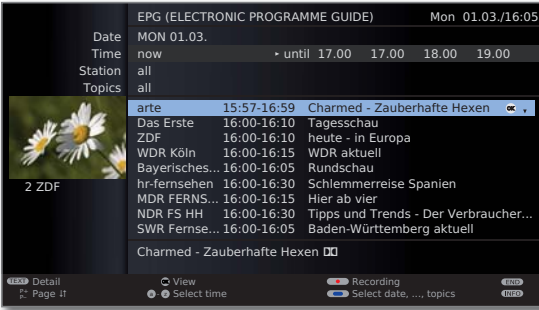 EPG (ELECTRONIC PROGRAMME GUIDE) Mon 01.03./16:05
Date MON 01.03.
Time now ▸ until 17.00 17.00 18.00 19.00
Station all
Topics all
arte 15:57-16:59 Charmed - Zauberhafte Hexen OK
Das Erste 16:00-16:10 Tagesschau
ZDF 16:00-16:10 heute - in Europa
WDR Köln 16:00-16:15 WDR aktuell
Bayerisches... 16:00-16:05 Rundschau
hr-fernsehen 16:00-16:30 Schlemmerreise Spanien
MDR FERNS... 16:00-16:15 Hier ab vier
NDR FS HH 16:00-16:30 Tipps und Trends - Der Verbraucher...
SWR Fernse... 16:00-16:05 Baden-Württemberg aktuell
2 ZDF
Charmed - Zauberhafte Hexen
TEXT Detail OK View Recording END
P+ P- Page Select time Select date, ..., topics INFO